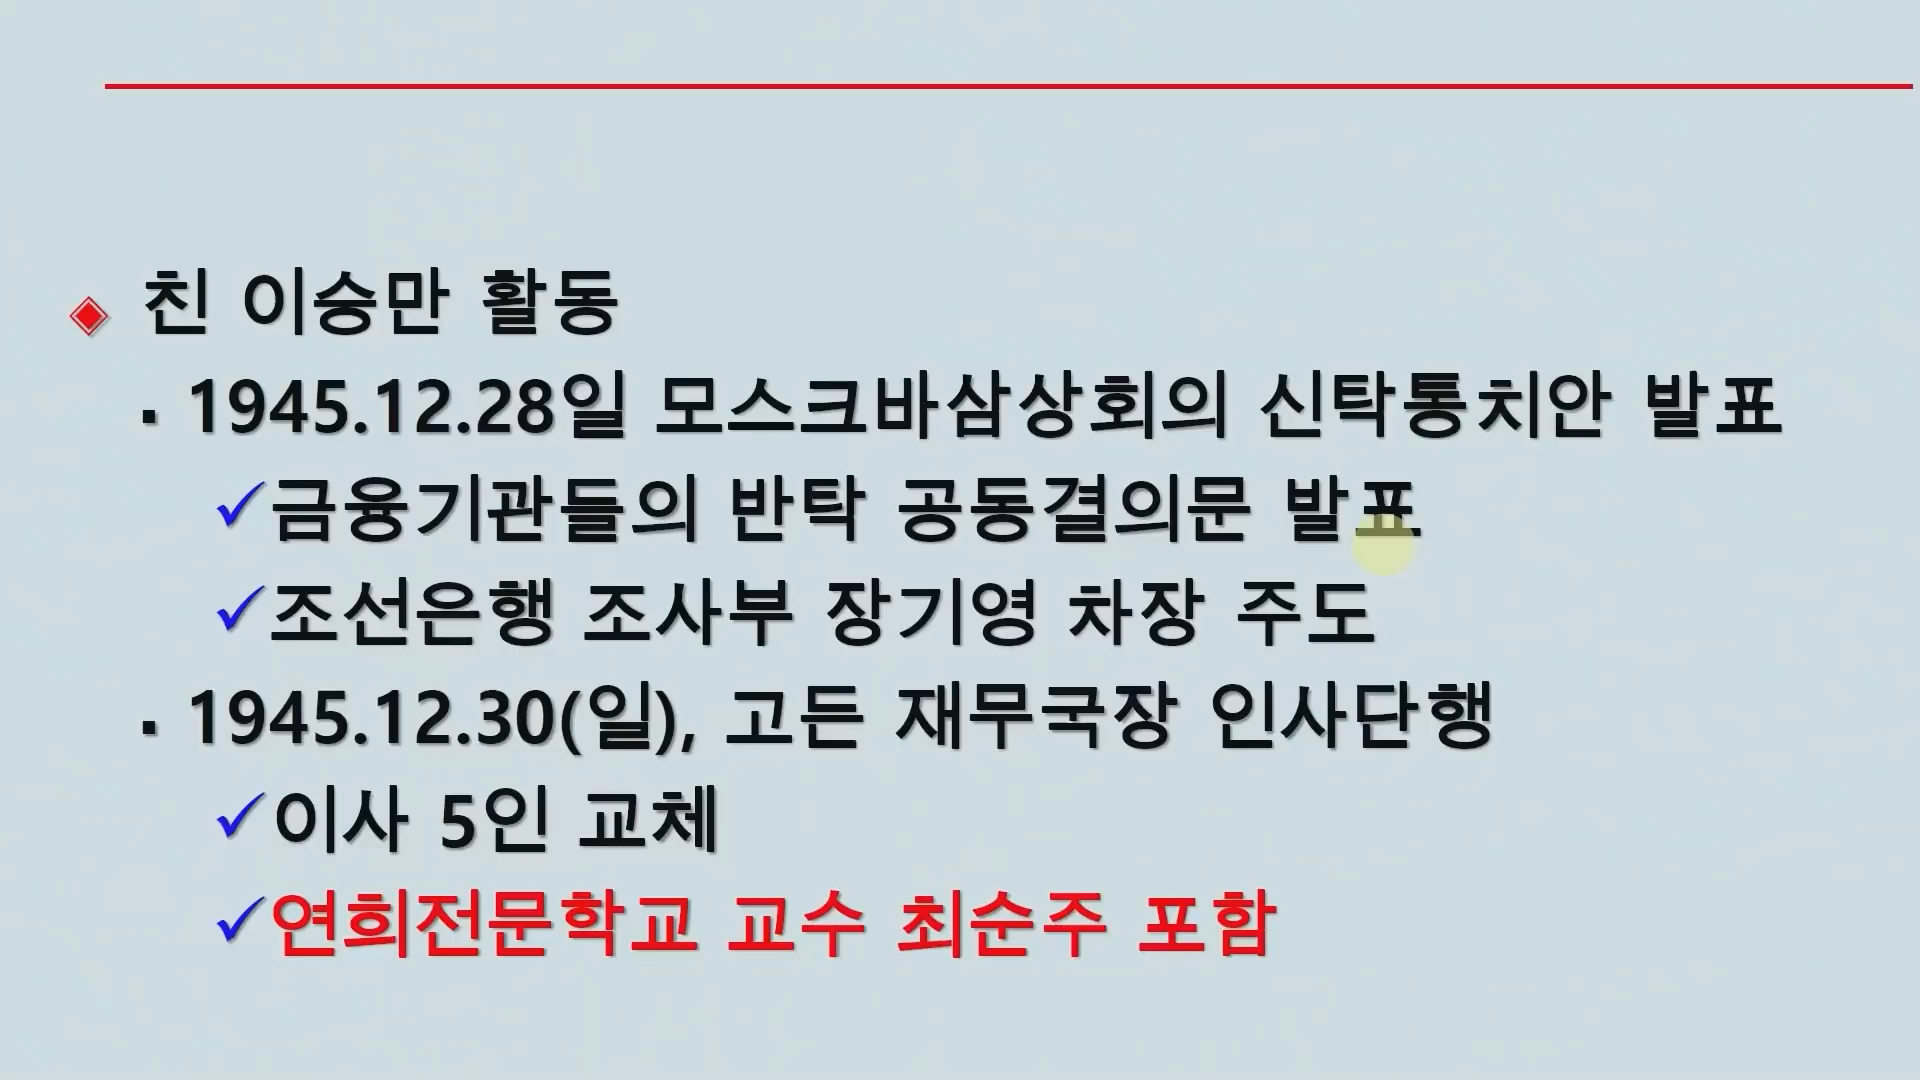 친 이승만 활동
1945.12.28일 모스크바삼상회의 신탁통치안 발표
금융기관들의 반탁 공동결의문 발표
조선은행 조사부 장기영 차장 주도
1945.12.30(일), 고든 재무국장 인사단행
이사 5인 교체
연희전문학교 교수 최순주 포함